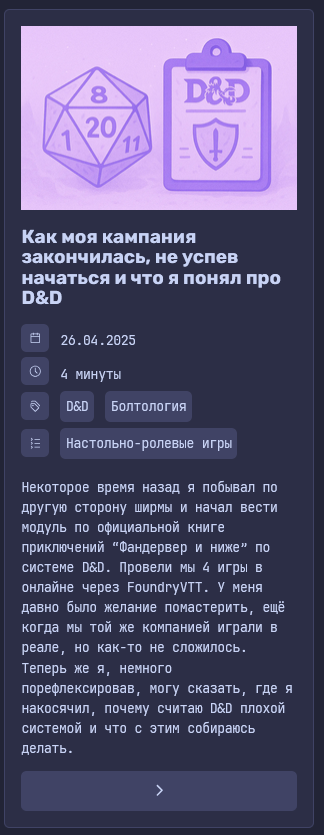 8
20
1
11
D&D
Как моя кампания
закончилась, не успев
начаться и что я понял про
D&D
26.04.2025
4 минуты
D&D Болтология
Настольно-ролевые игры
Некоторое время назад я побывал по
другую сторону ширмы и начал вести
модуль по официальной книге
приключений “Фандервер и ниже” по
системе D&D. Провели мы 4 игры в
онлайне через FoundryVTT. У меня
давно было желание помастерить, ещё
когда мы той же компанией играли в
реале, но как-то не сложилось.
Теперь же я, немного
порефлексировав, могу сказать, где я
накосячил, почему считаю D&D плохой
системой и что с этим собираюсь
делать.